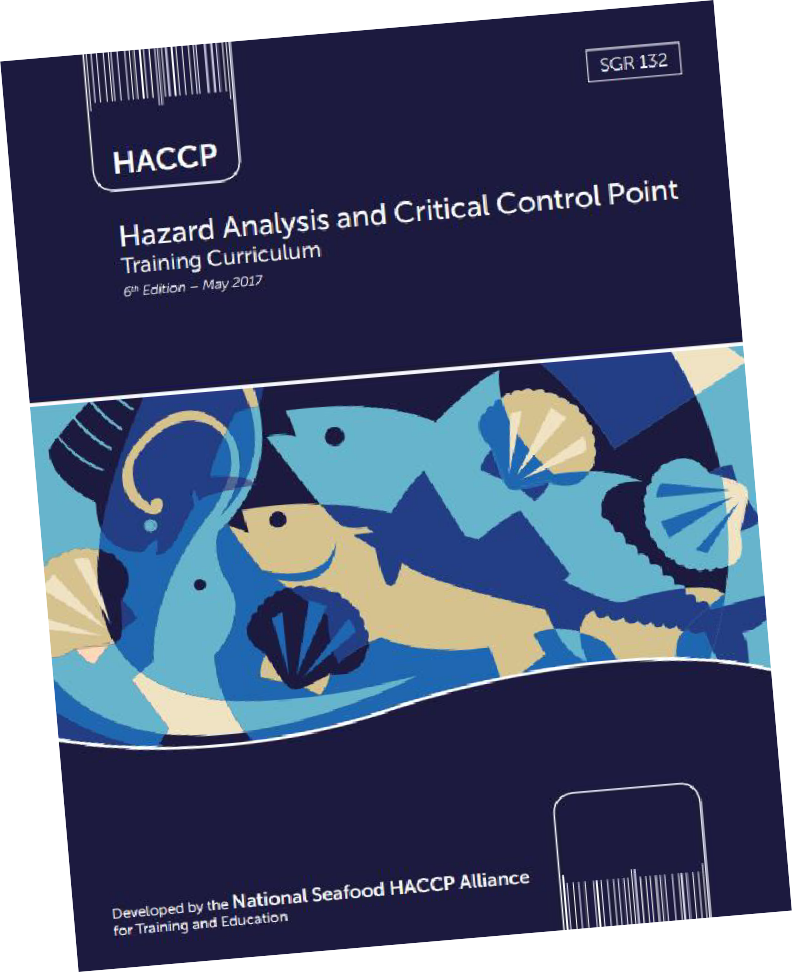 SGR 132
HACCP
Hazard Analysis and Critical Control Point
Training Curriculum
6th Edition – May 2017
Developed by the National Seafood HACCP Alliance
for Training and Education